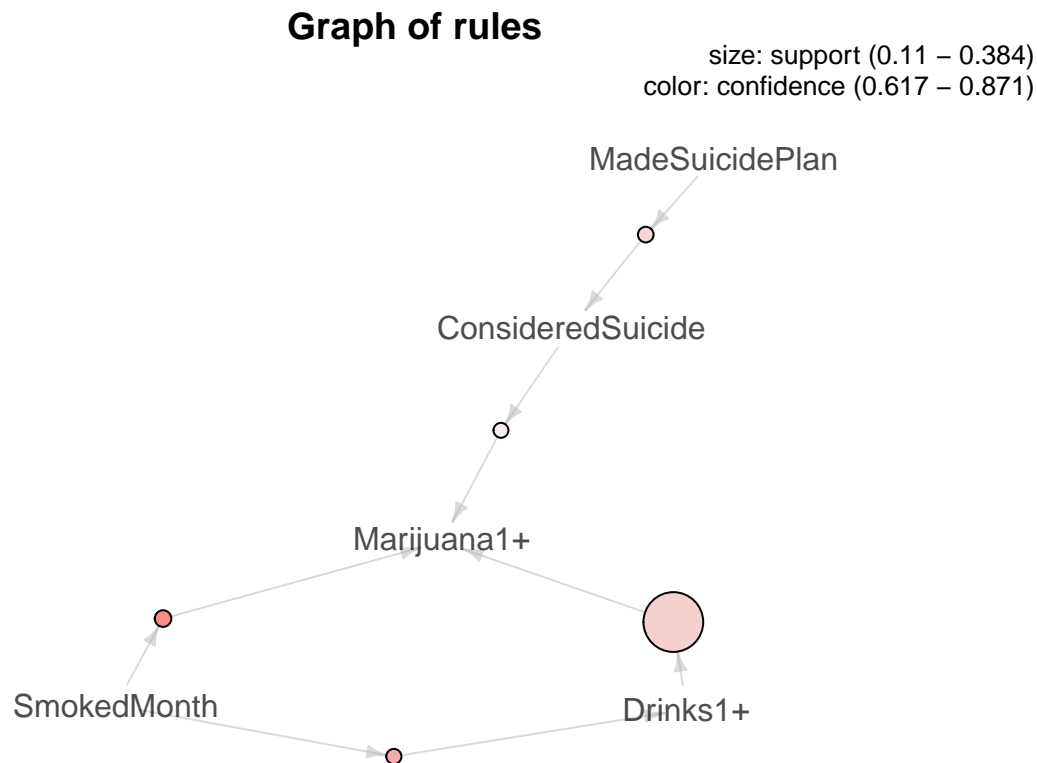 Graph of rules
size: support (0.11 − 0.384)
color: confidence (0.617 − 0.871)
MadeSuicidePlan
ConsideredSuicide
Marijuana1+
SmokedMonth
Drinks1+